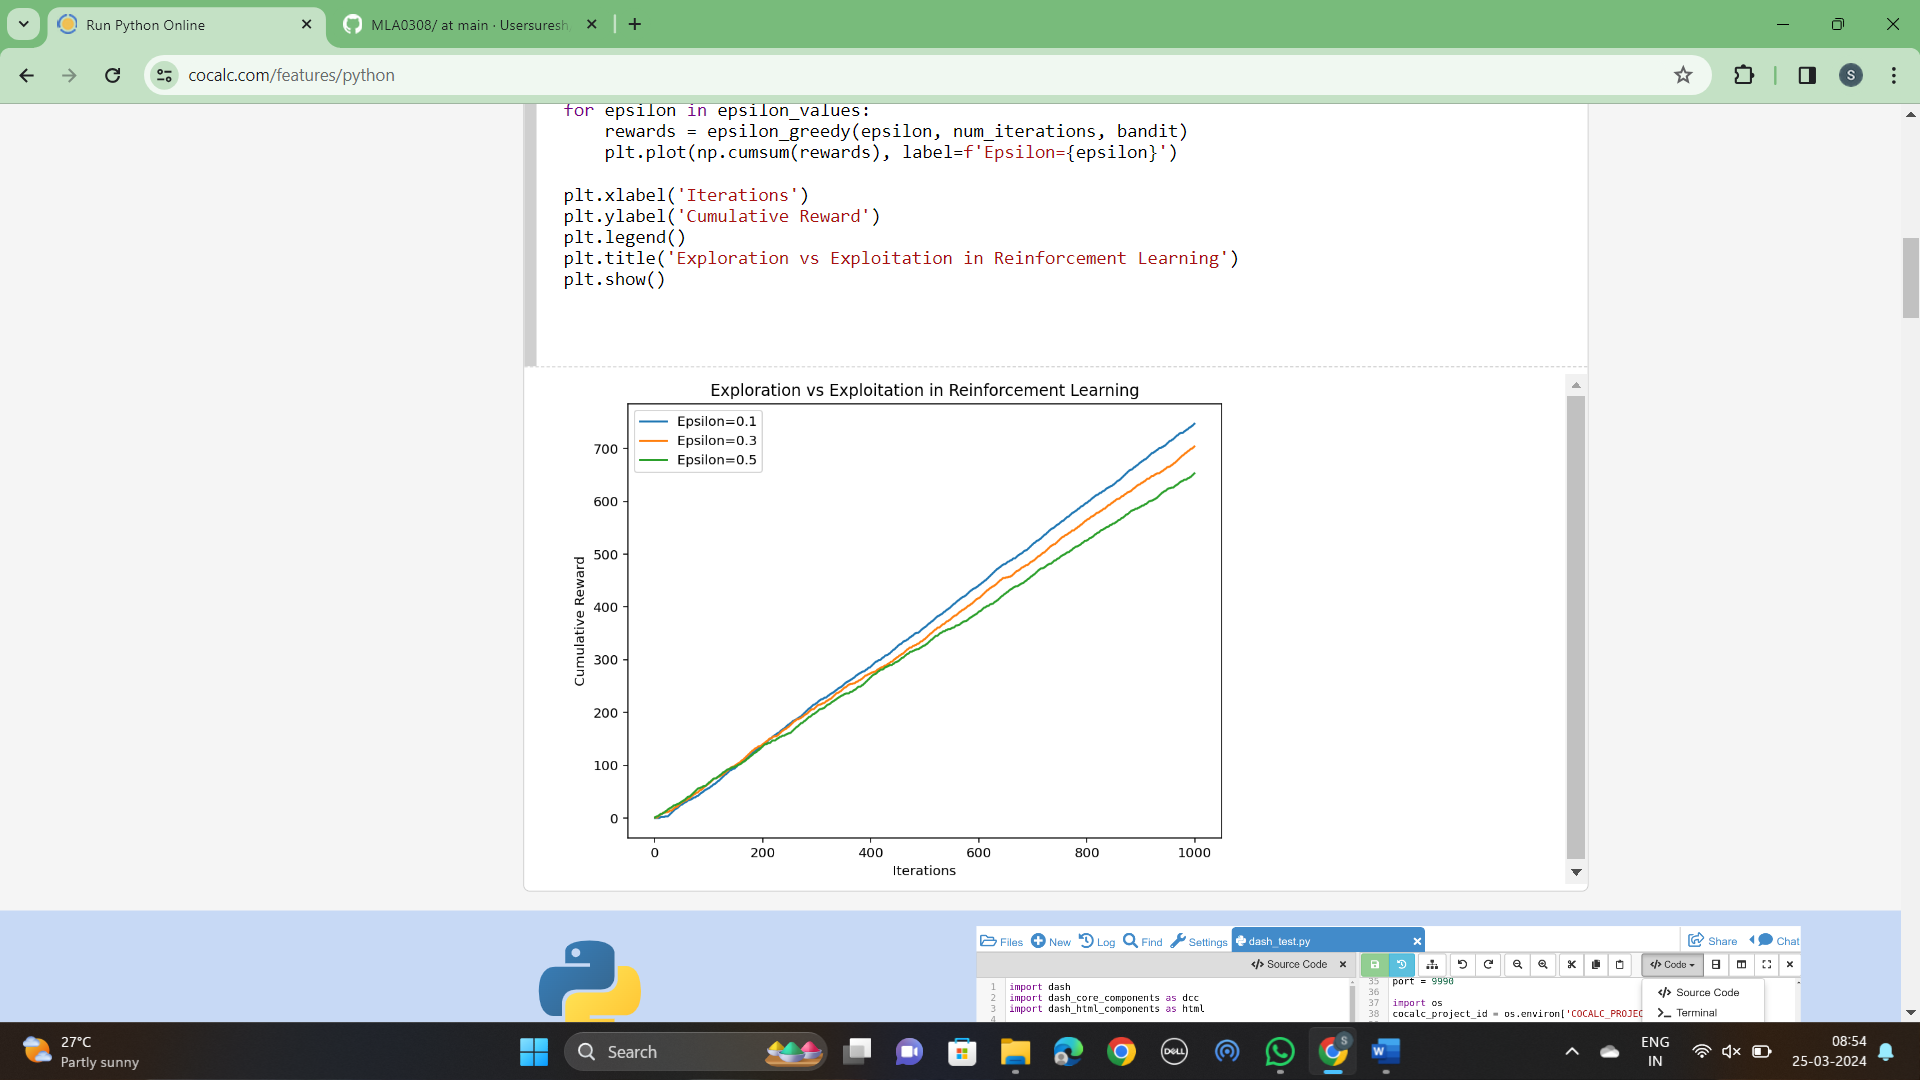 Run Python Online
MLA0308/ at main · Usersuresh
cocalc.com/features/python
S
for epsilon in epsilon_values:
    rewards = epsilon_greedy(epsilon, num_iterations, bandit)
    plt.plot(np.cumsum(rewards), label=f'Epsilon={epsilon}')
plt.xlabel('Iterations')
plt.ylabel('Cumulative Reward')
plt.legend()
plt.title('Exploration vs Exploitation in Reinforcement Learning')
plt.show()
Exploration vs Exploitation in Reinforcement Learning
Epsilon=0.1
Epsilon=0.3
Epsilon=0.5
700
600
500
400
300
200
100
0
Cumulative Reward
0 200 400 600 800 1000
Iterations
Files New Log Find Settings dash_test.py Share Chat
</> Source Code
</> Code
1 import dash
2 import dash_core_components as dcc
3 import dash_html_components as html
4
35 port = 9990
36
37 import os
38 cocalc_project_id = os.environ['COCALC_PROJEC
</> Source Code
>_ Terminal
27°C
Partly sunny
Search
DELL
S
W
ENG
IN
08:54
25-03-2024